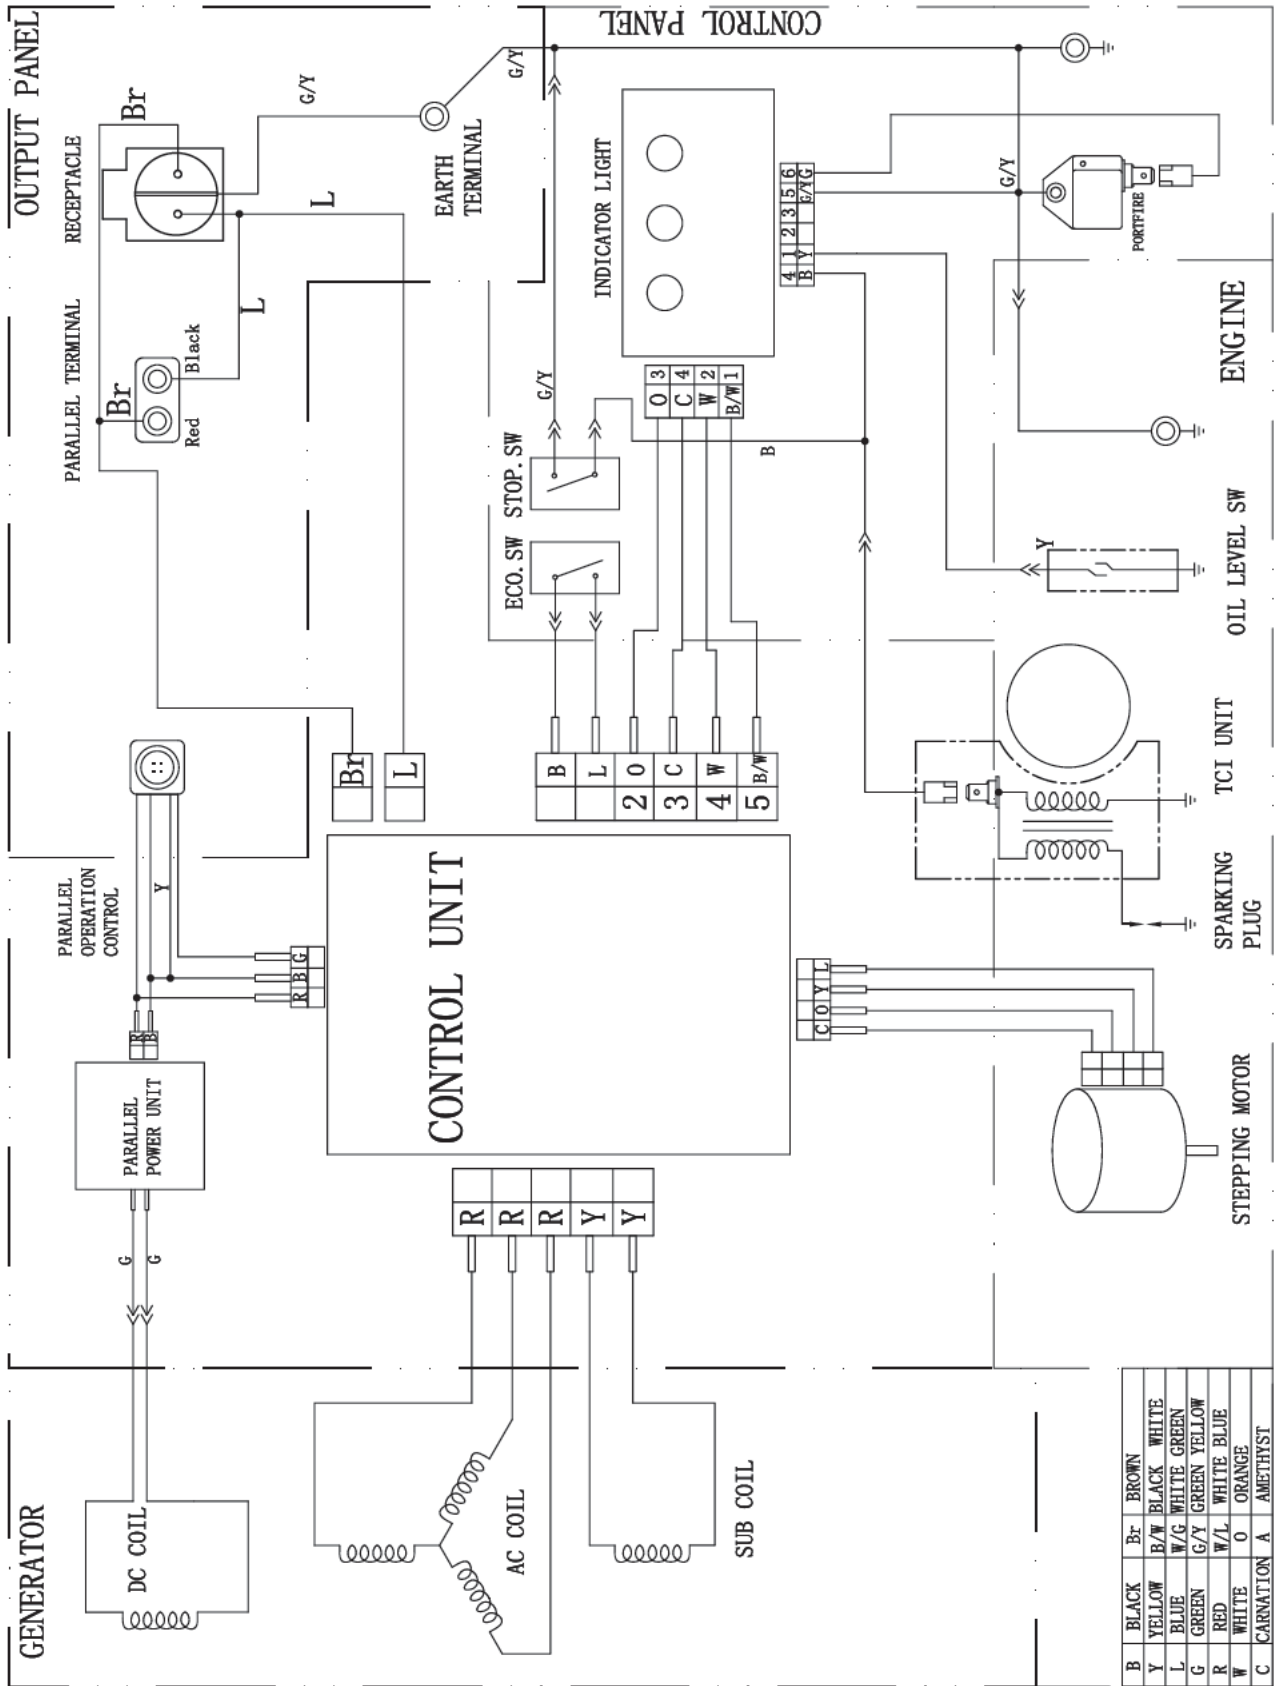 OUTPUT PANEL
CONTROL PANEL
RECEPTACLE
Br
G/Y
G/Y
EARTH
TERMINAL
L
L
PARALLEL TERMINAL
Br
Red
Black
INDICATOR LIGHT
6 G
5 G/Y
3
2
1 Y
4 B
G/Y
PORTFIRE
G/Y
O 3
C 4
W 2
B/W 1
B
STOP.SW
ECO.SW
ENGINE
OIL LEVEL SW
Y
TCI UNIT
SPARKING
PLUG
Br
L
B
L
2 O
3 C
4 W
5 B/W
PARALLEL
OPERATION
CONTROL
Y
R B G
R
B
PARALLEL
POWER UNIT
G
G
CONTROL UNIT
C O Y L
STEPPING MOTOR
R
R
R
Y
Y
GENERATOR
DC COIL
AC COIL
SUB COIL
B BLACK Br BROWN
Y YELLOW B/W BLACK WHITE
L BLUE W/G WHITE GREEN
G GREEN G/Y GREEN YELLOW
R RED W/L WHITE BLUE
W WHITE O ORANGE
C CARNATION A AMETHYST